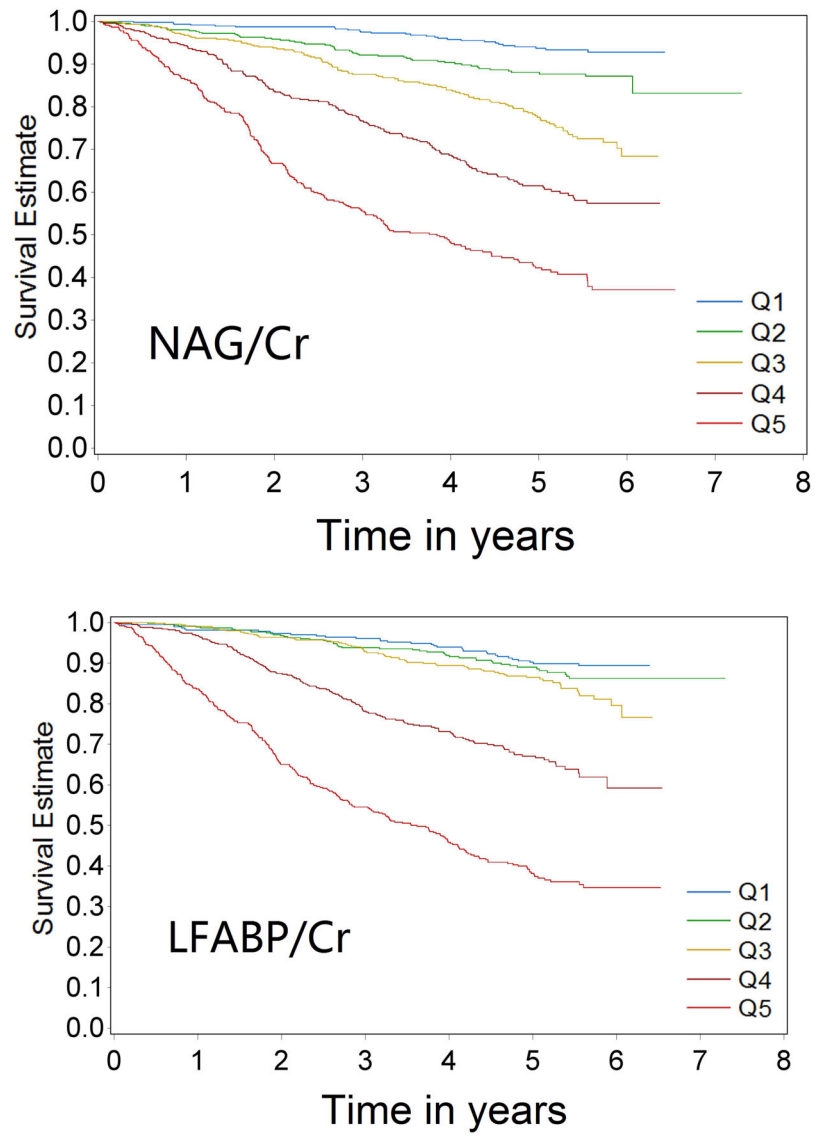 1.0
0.9
0.8
0.7
0.6
0.5
0.4
0.3
0.2
0.1
0.0
Survival Estimate
NAG/Cr
Q1
Q2
Q3
Q4
Q5
0 1 2 3 4 5 6 7 8
Time in years
1.0
0.9
0.8
0.7
0.6
0.5
0.4
0.3
0.2
0.1
0.0
Survival Estimate
LFABP/Cr
Q1
Q2
Q3
Q4
Q5
0 1 2 3 4 5 6 7 8
Time in years